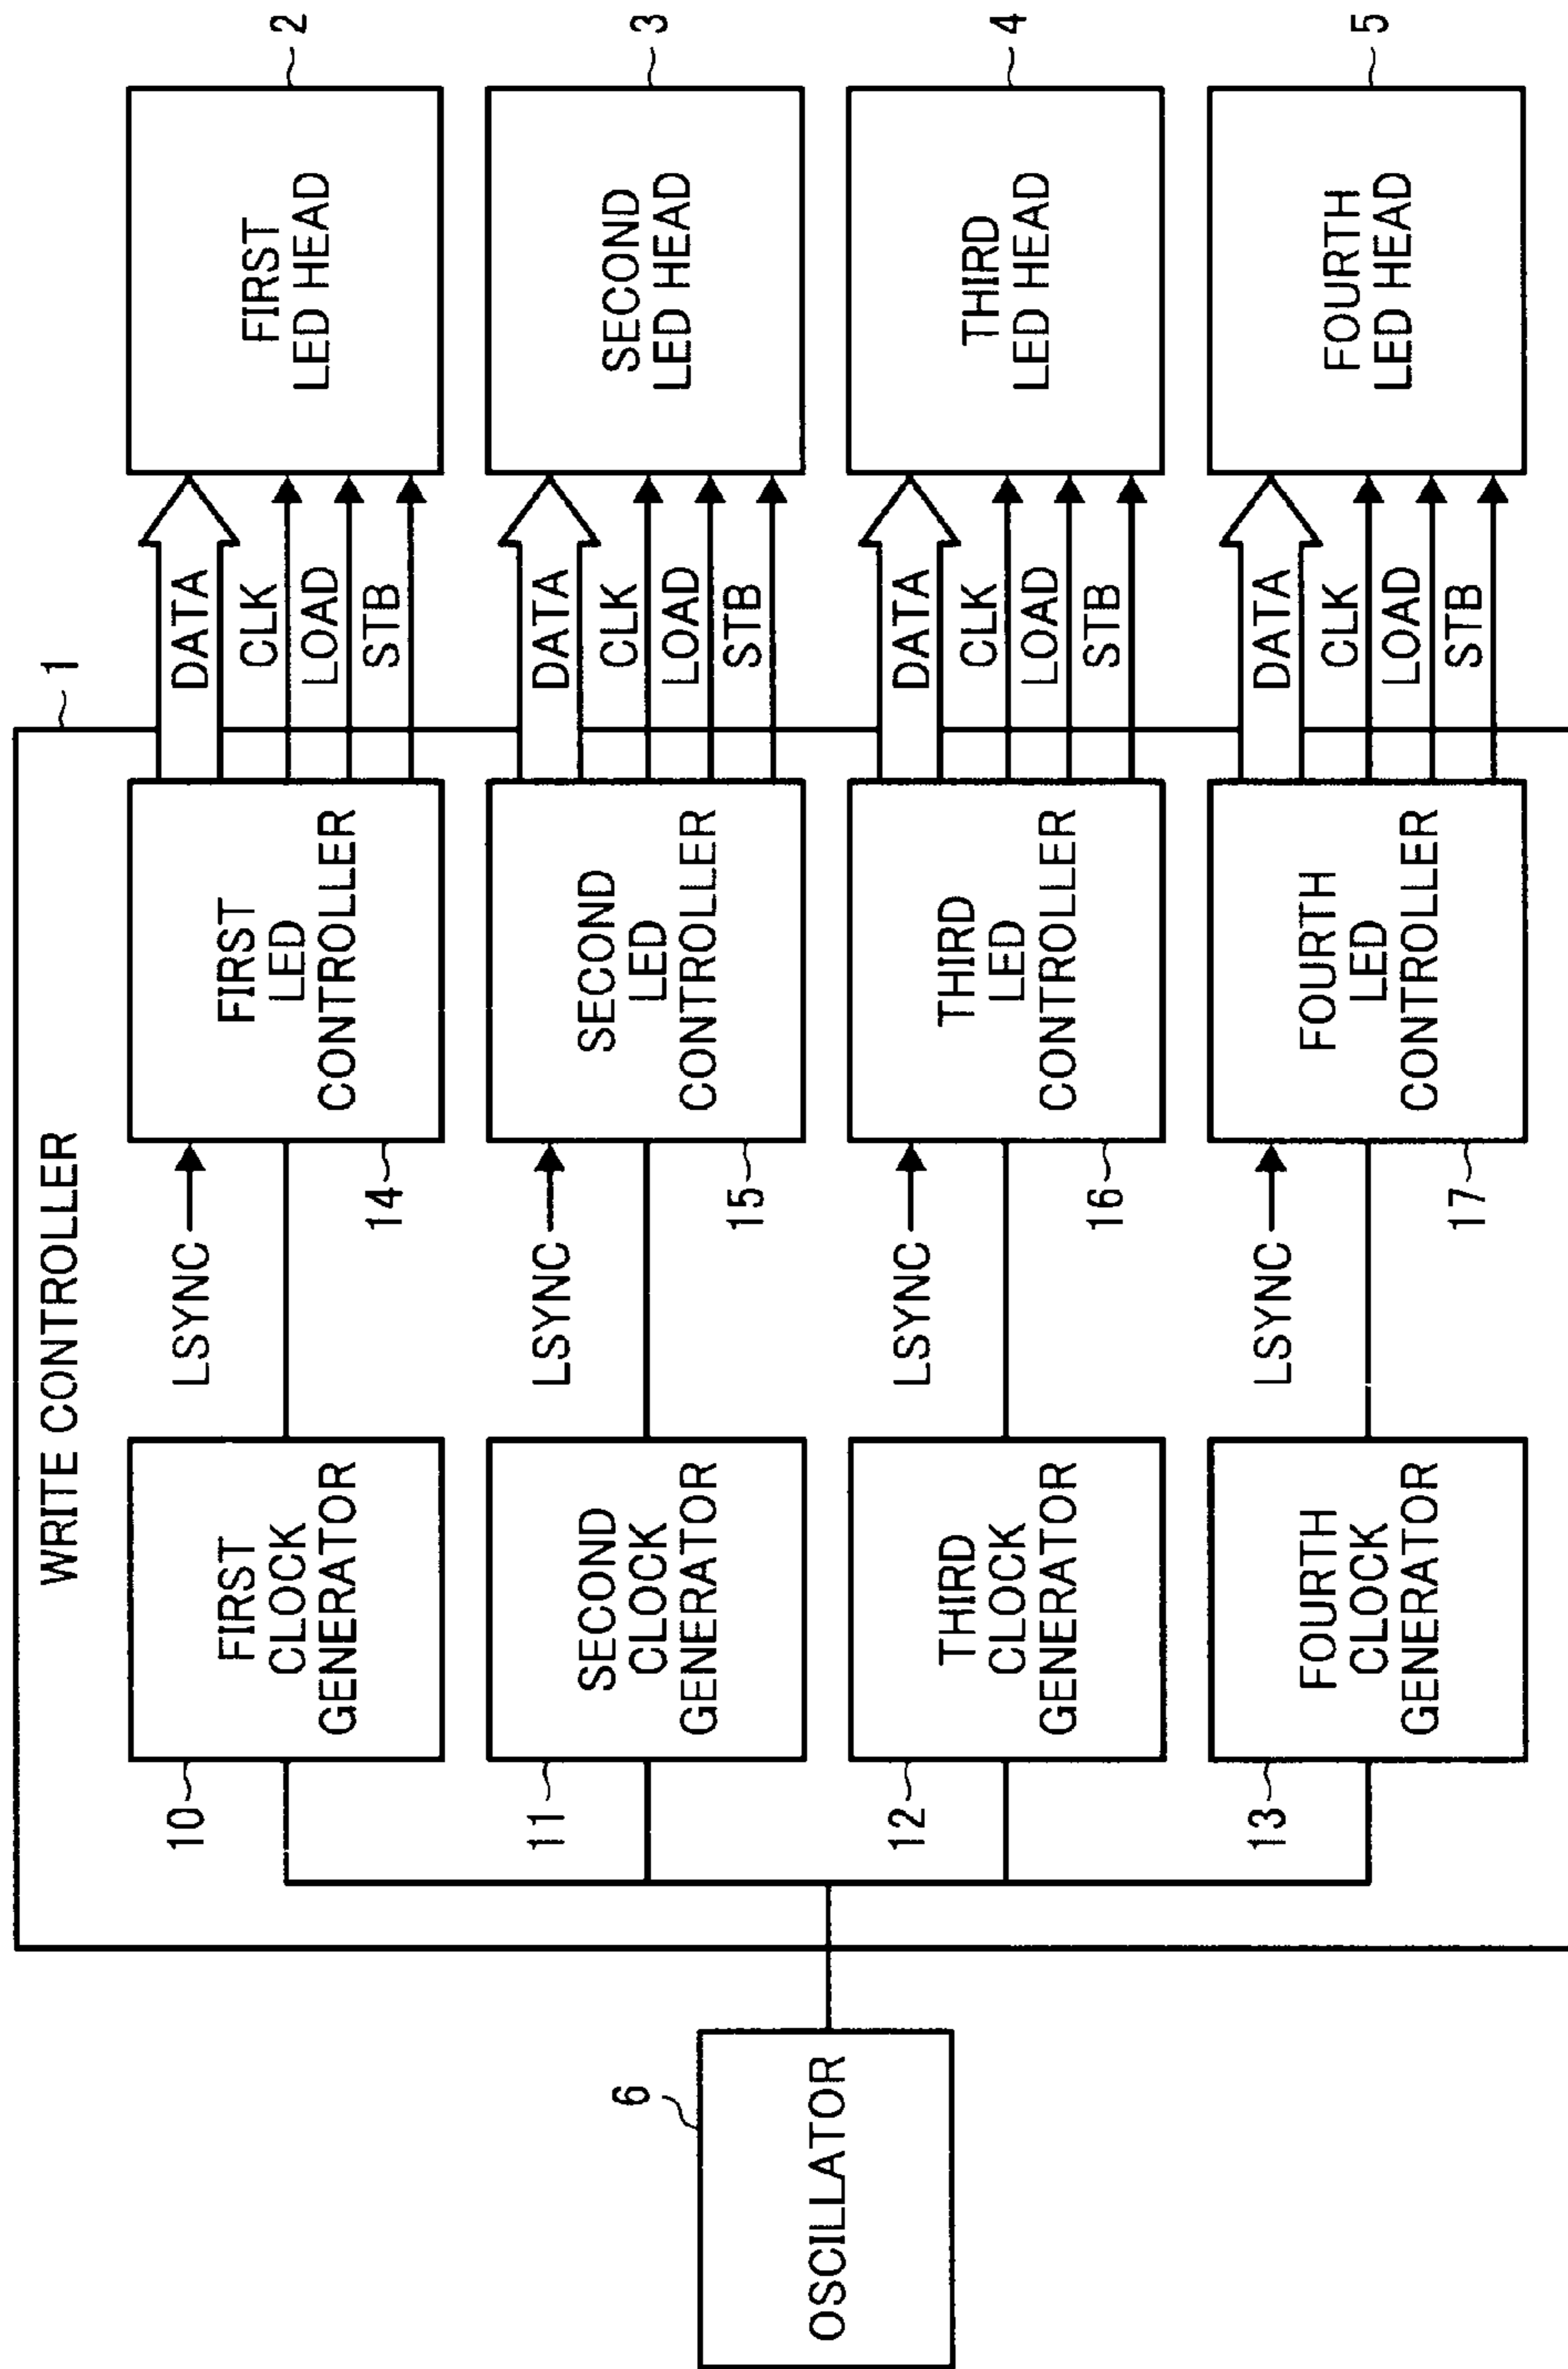 WRITE CONTROLLER
1
OSCILLATOR
6
FIRST
CLOCK
GENERATOR
10
LSYNC
FIRST
LED
CONTROLLER
14
DATA
CLK
LOAD
STB
FIRST
LED HEAD
2
SECOND
CLOCK
GENERATOR
11
LSYNC
SECOND
LED
CONTROLLER
15
DATA
CLK
LOAD
STB
SECOND
LED HEAD
3
THIRD
CLOCK
GENERATOR
12
LSYNC
THIRD
LED
CONTROLLER
16
DATA
CLK
LOAD
STB
THIRD
LED HEAD
4
FOURTH
CLOCK
GENERATOR
13
LSYNC
FOURTH
LED
CONTROLLER
17
DATA
CLK
LOAD
STB
FOURTH
LED HEAD
5